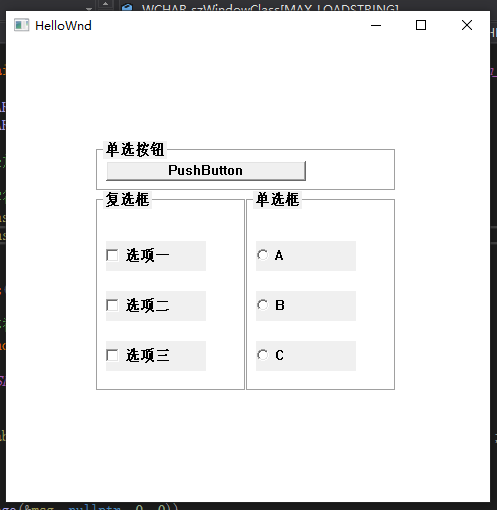 WCHAR szWindowClass[MAX_LOADSTRING]
HelloWnd
单选按钮
PushButton
复选框
单选框
选项一
A
选项二
B
选项三
C
(&msg, nullptr, 0, 0))